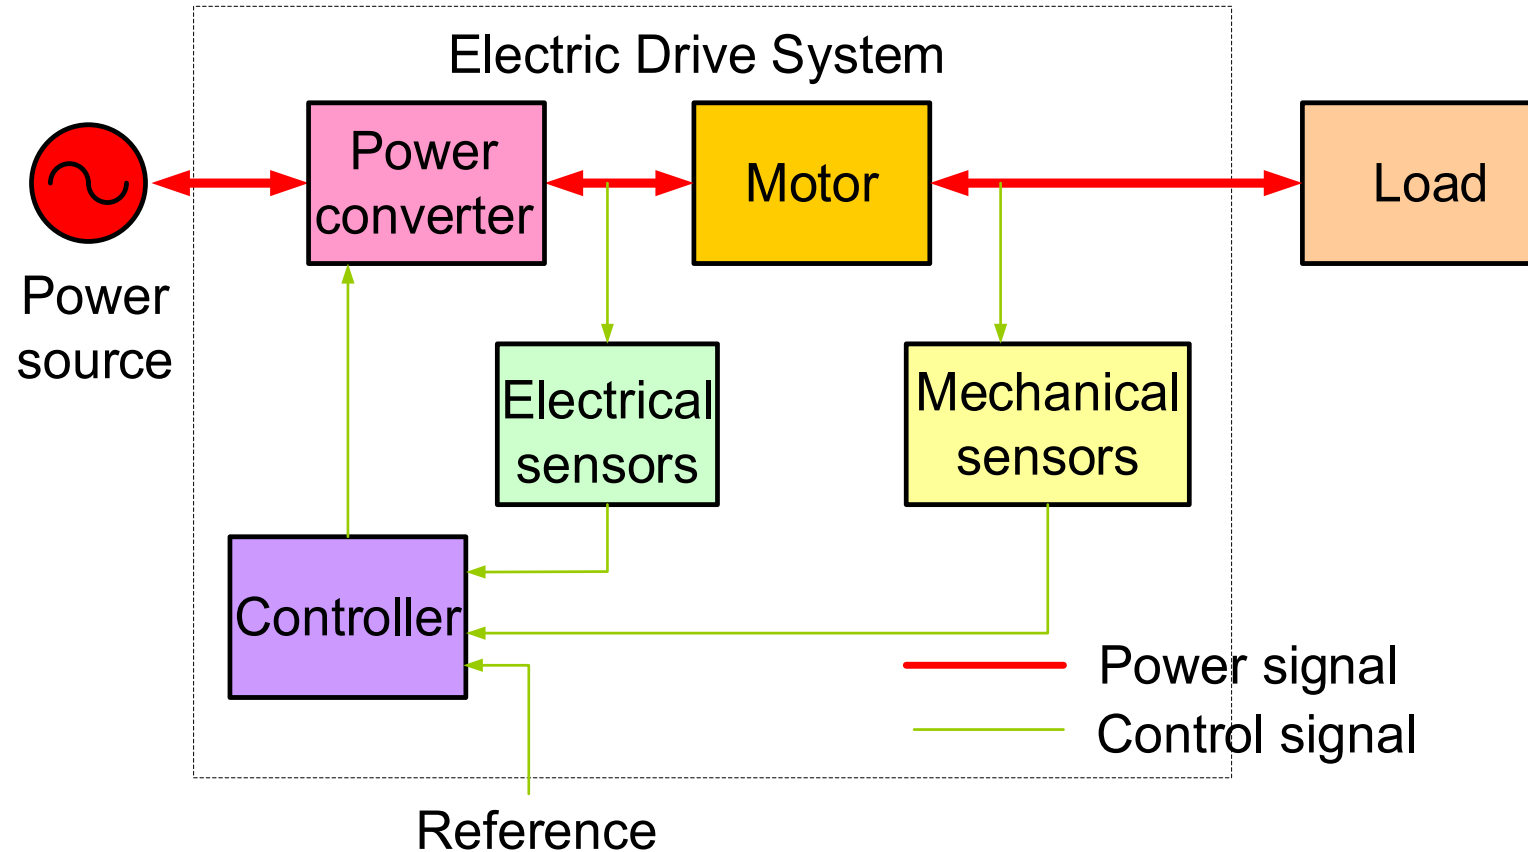 Electric Drive System
Power
converter
Motor
Load
Power
source
Electrical
sensors
Mechanical
sensors
Controller
Power signal
Control signal
Reference